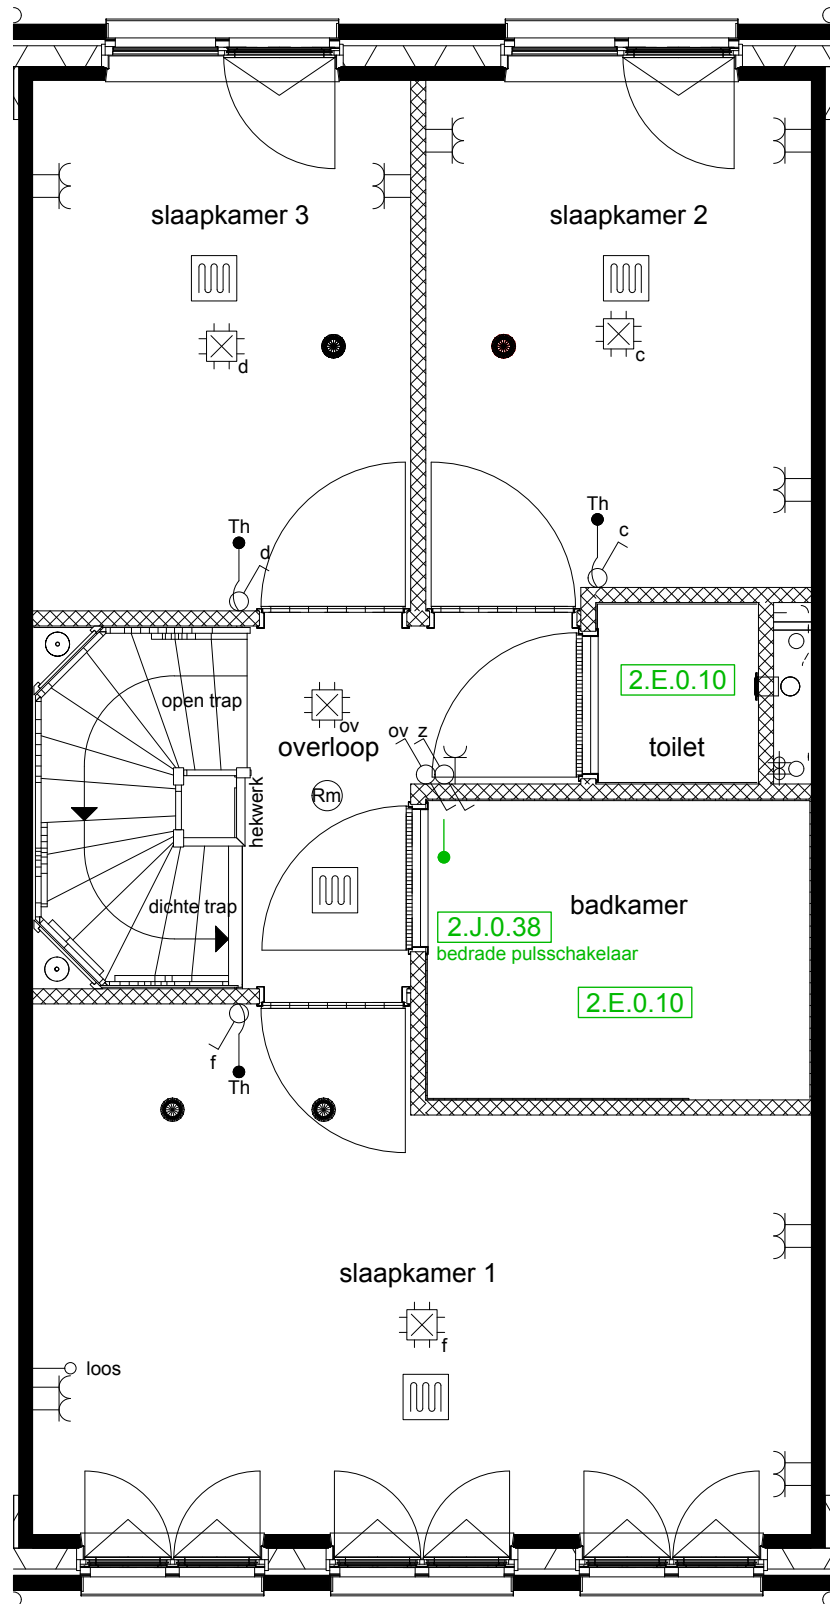 slaapkamer 3
slaapkamer 2
d
c
Th
d
Th
c
open trap
ov
overloop
ov z
2.E.0.10
toilet
Rm
hekwerk
dichte trap
badkamer
2.J.0.38
bedrade pulsschakelaar
2.E.0.10
f
Th
slaapkamer 1
f
loos